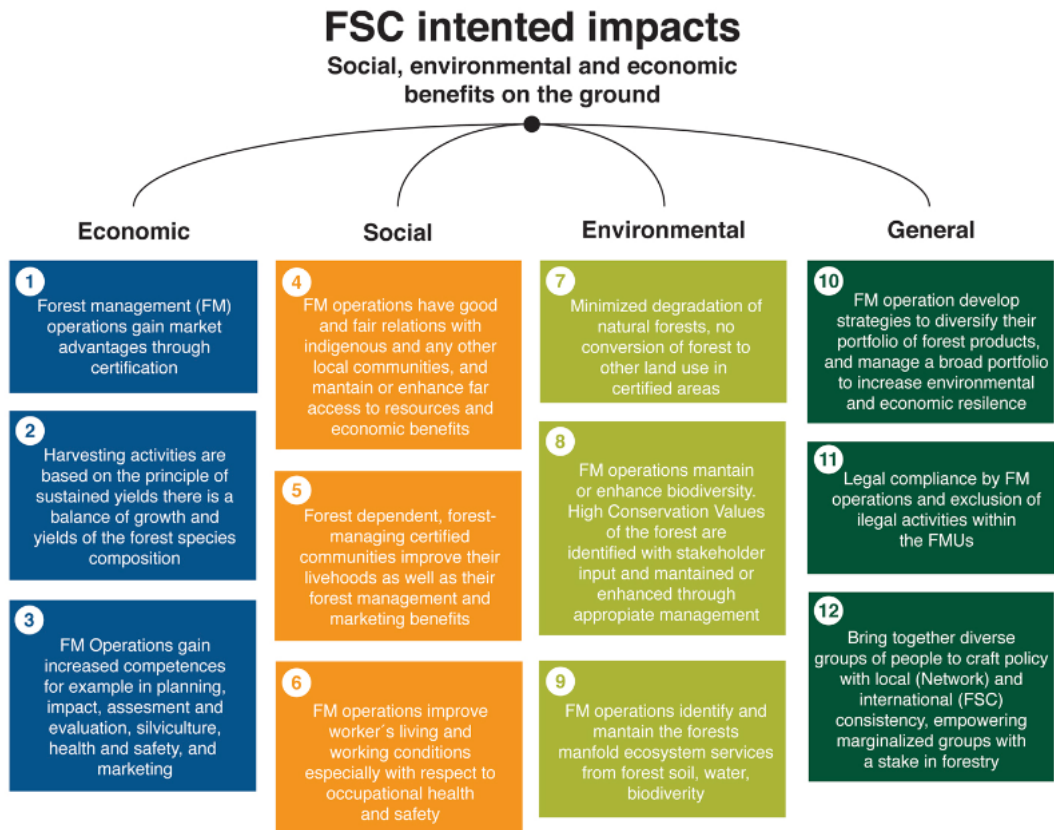 FSC intented impacts
Social, environmental and economic
benefits on the ground
Economic
1
Forest management (FM)
operations gain market
advantages through
certification
2
Harvesting activities are
based on the principle of
sustained yields there is a
balance of growth and
yields of the forest species
composition
3
FM Operations gain
increased competences
for example in planning,
impact, assesment and
evaluation, silviculture,
health and safety, and
marketing
Social
4
FM operations have good
and fair relations with
indigenous and any other
local communities, and
mantain or enhance far
access to resources and
economic benefits
5
Forest dependent, forest-
managing certified
communities improve their
livehoods as well as their
forest management and
marketing benefits
6
FM operations improve
worker´s living and
working conditions
especially with respect to
occupational health
and safety
Environmental
7
Minimized degradation of
natural forests, no
conversion of forest to
other land use in
certified areas
8
FM operations mantain
or enhance biodiversity.
High Conservation Values
of the forest are
identified with stakeholder
input and mantained or
enhanced through
appropiate management
9
FM operations identify and
mantain the forests
manfold ecosystem services
from forest soil, water,
biodiverity
General
10
FM operation develop
strategies to diversify their
portfolio of forest products,
and manage a broad portfolio
to increase environmental
and economic resilence
11
Legal compliance by FM
operations and exclusion of
ilegal activities within
the FMUs
12
Bring together diverse
groups of people to craft policy
with local (Network) and
international (FSC)
consistency, empowering
marginalized groups with
a stake in forestry